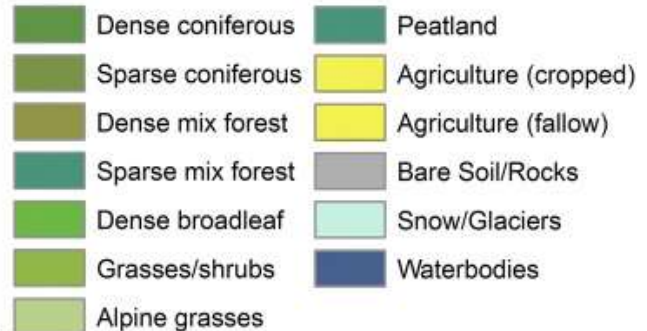 Dense coniferous
Sparse coniferous
Dense mix forest
Sparse mix forest
Dense broadleaf
Grasses/shrubs
Alpine grasses
Peatland
Agriculture (cropped)
Agriculture (fallow)
Bare Soil/Rocks
Snow/Glaciers
Waterbodies